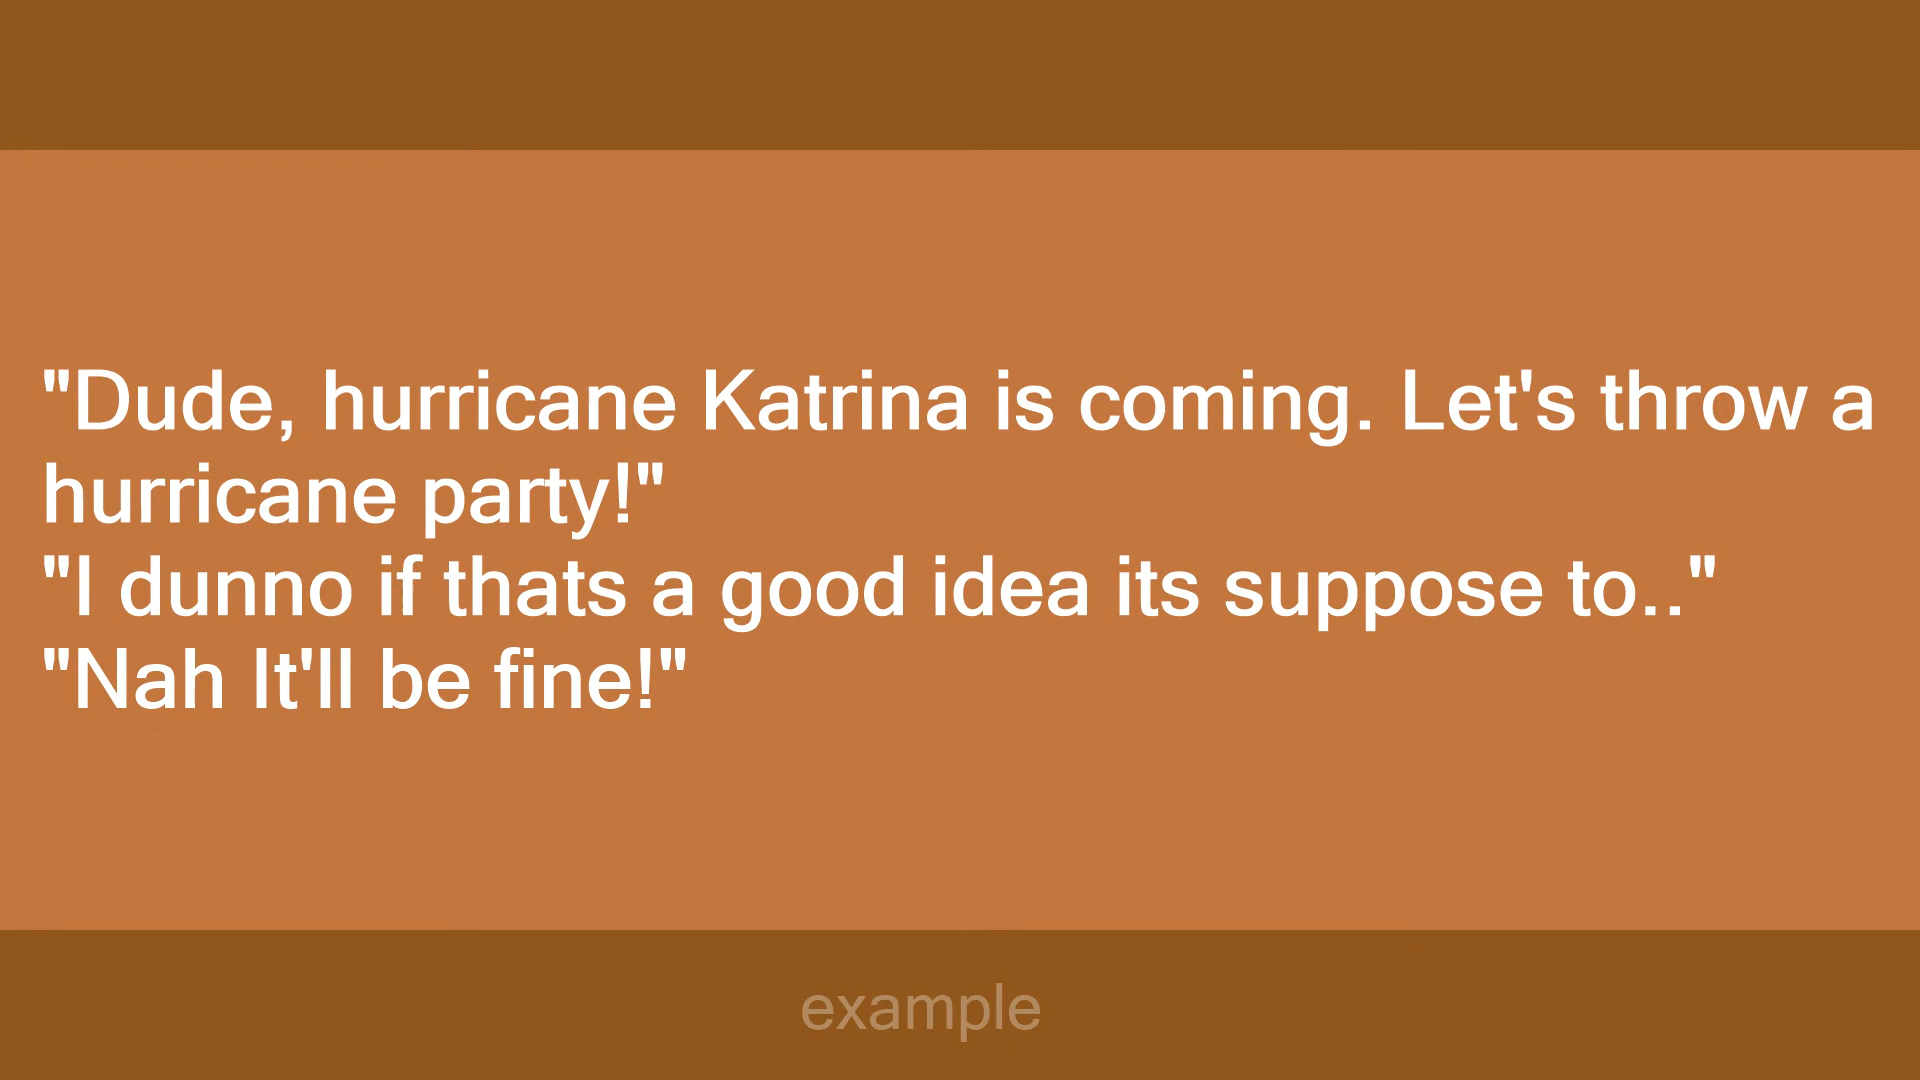 "Dude, hurricane Katrina is coming. Let's throw a
hurricane party!"
"I dunno if thats a good idea its suppose to.."
"Nah It'll be fine!"
example